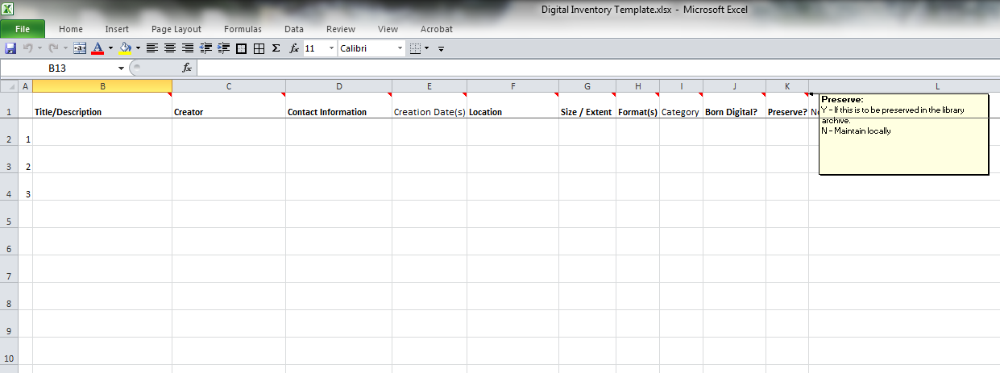 Digital Inventory Template.xlsx - Microsoft Excel
File Home Insert Page Layout Formulas Data Review View Acrobat
A Σ fx 11 Calibri
B13 fx
A B C D E F G H I J K L
1 Title/Description Creator Contact Information Creation Date(s) Location Size / Extent Format(s) Category Born Digital? Preserve?
Preserve:
Y - If this is to be preserved in the library
archive.
N - Maintain locally
2 1
3 2
4 3
5
6
7
8
9
10